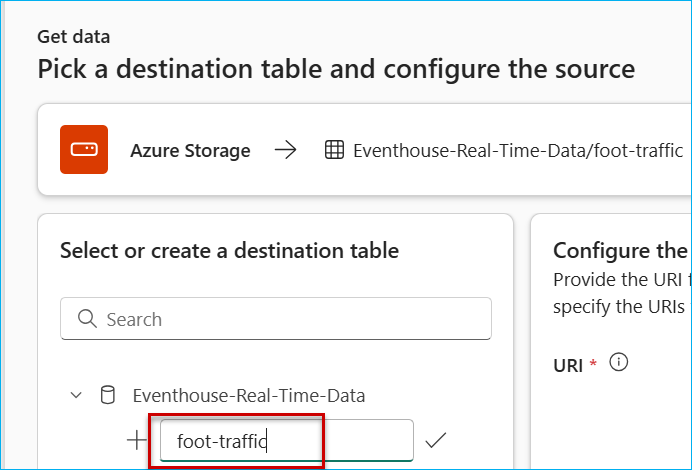 Get data
Pick a destination table and configure the source
Azure Storage
Eventhouse-Real-Time-Data/foot-traffic
Select or create a destination table
Search
Eventhouse-Real-Time-Data
foot-traffic
Configure the
Provide the URI f
specify the URIs
URI *